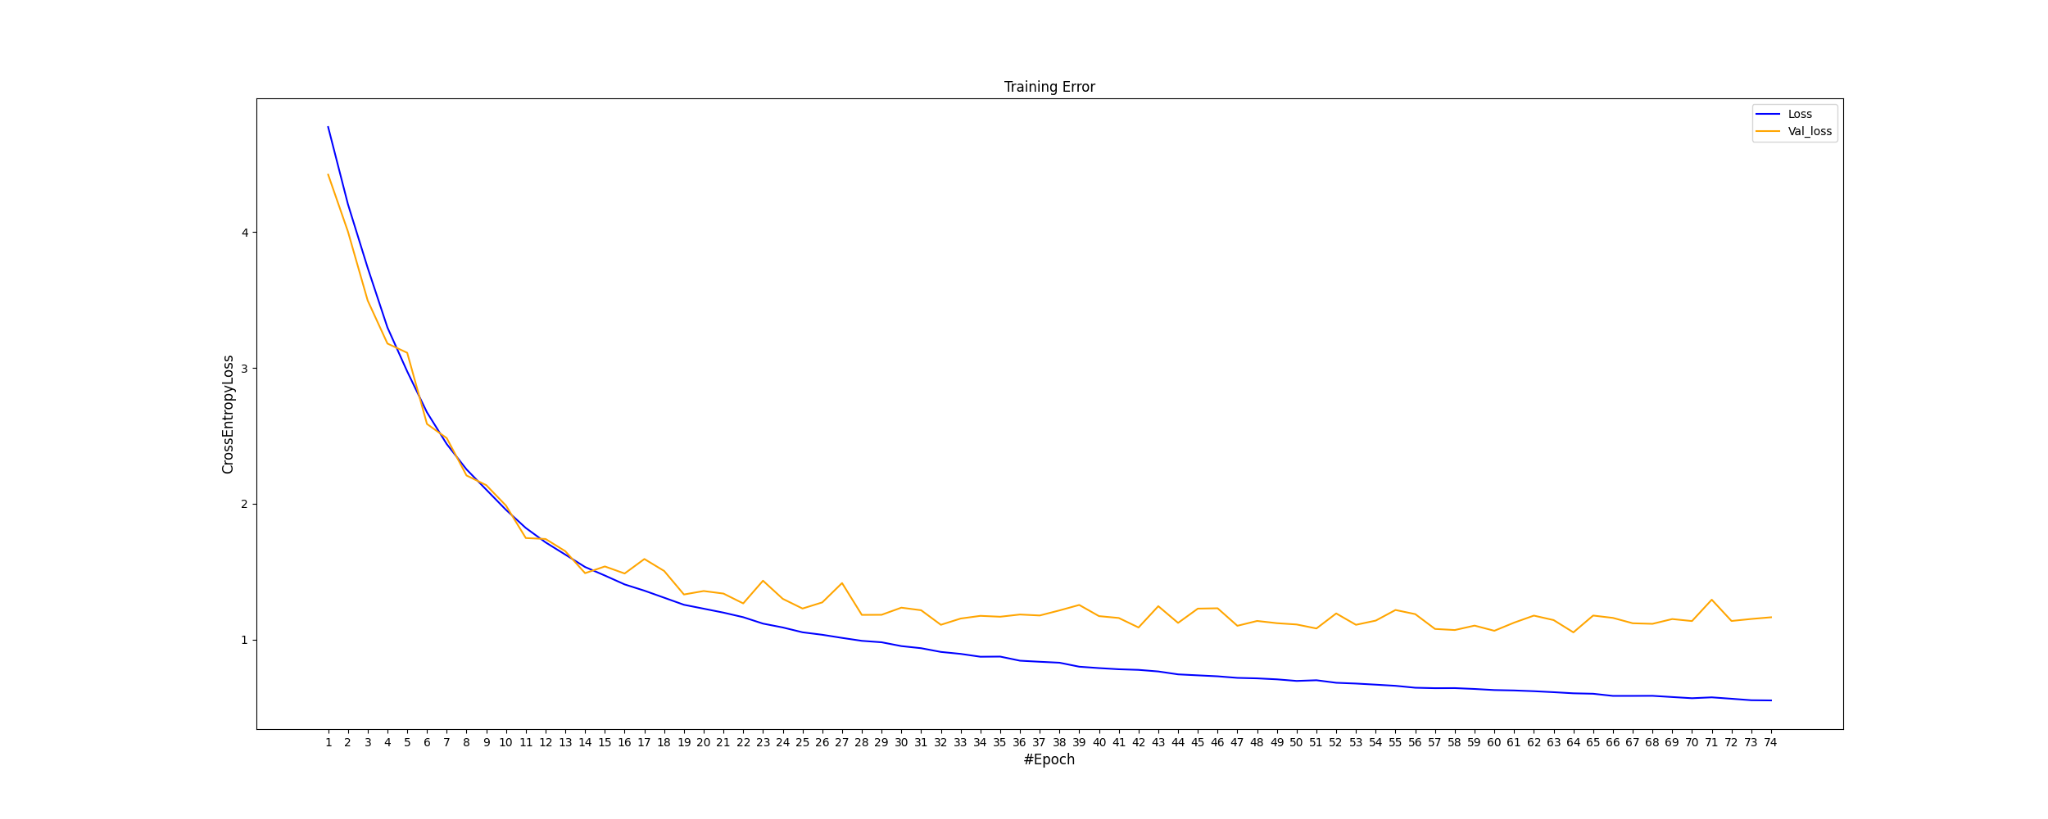 Training Error
Loss
Val_loss
CrossEntropyLoss
4
3
2
1
1 2 3 4 5 6 7 8 9 10 11 12 13 14 15 16 17 18 19 20 21 22 23 24 25 26 27 28 29 30 31 32 33 34 35 36 37 38 39 40 41 42 43 44 45 46 47 48 49 50 51 52 53 54 55 56 57 58 59 60 61 62 63 64 65 66 67 68 69 70 71 72 73 74
#Epoch